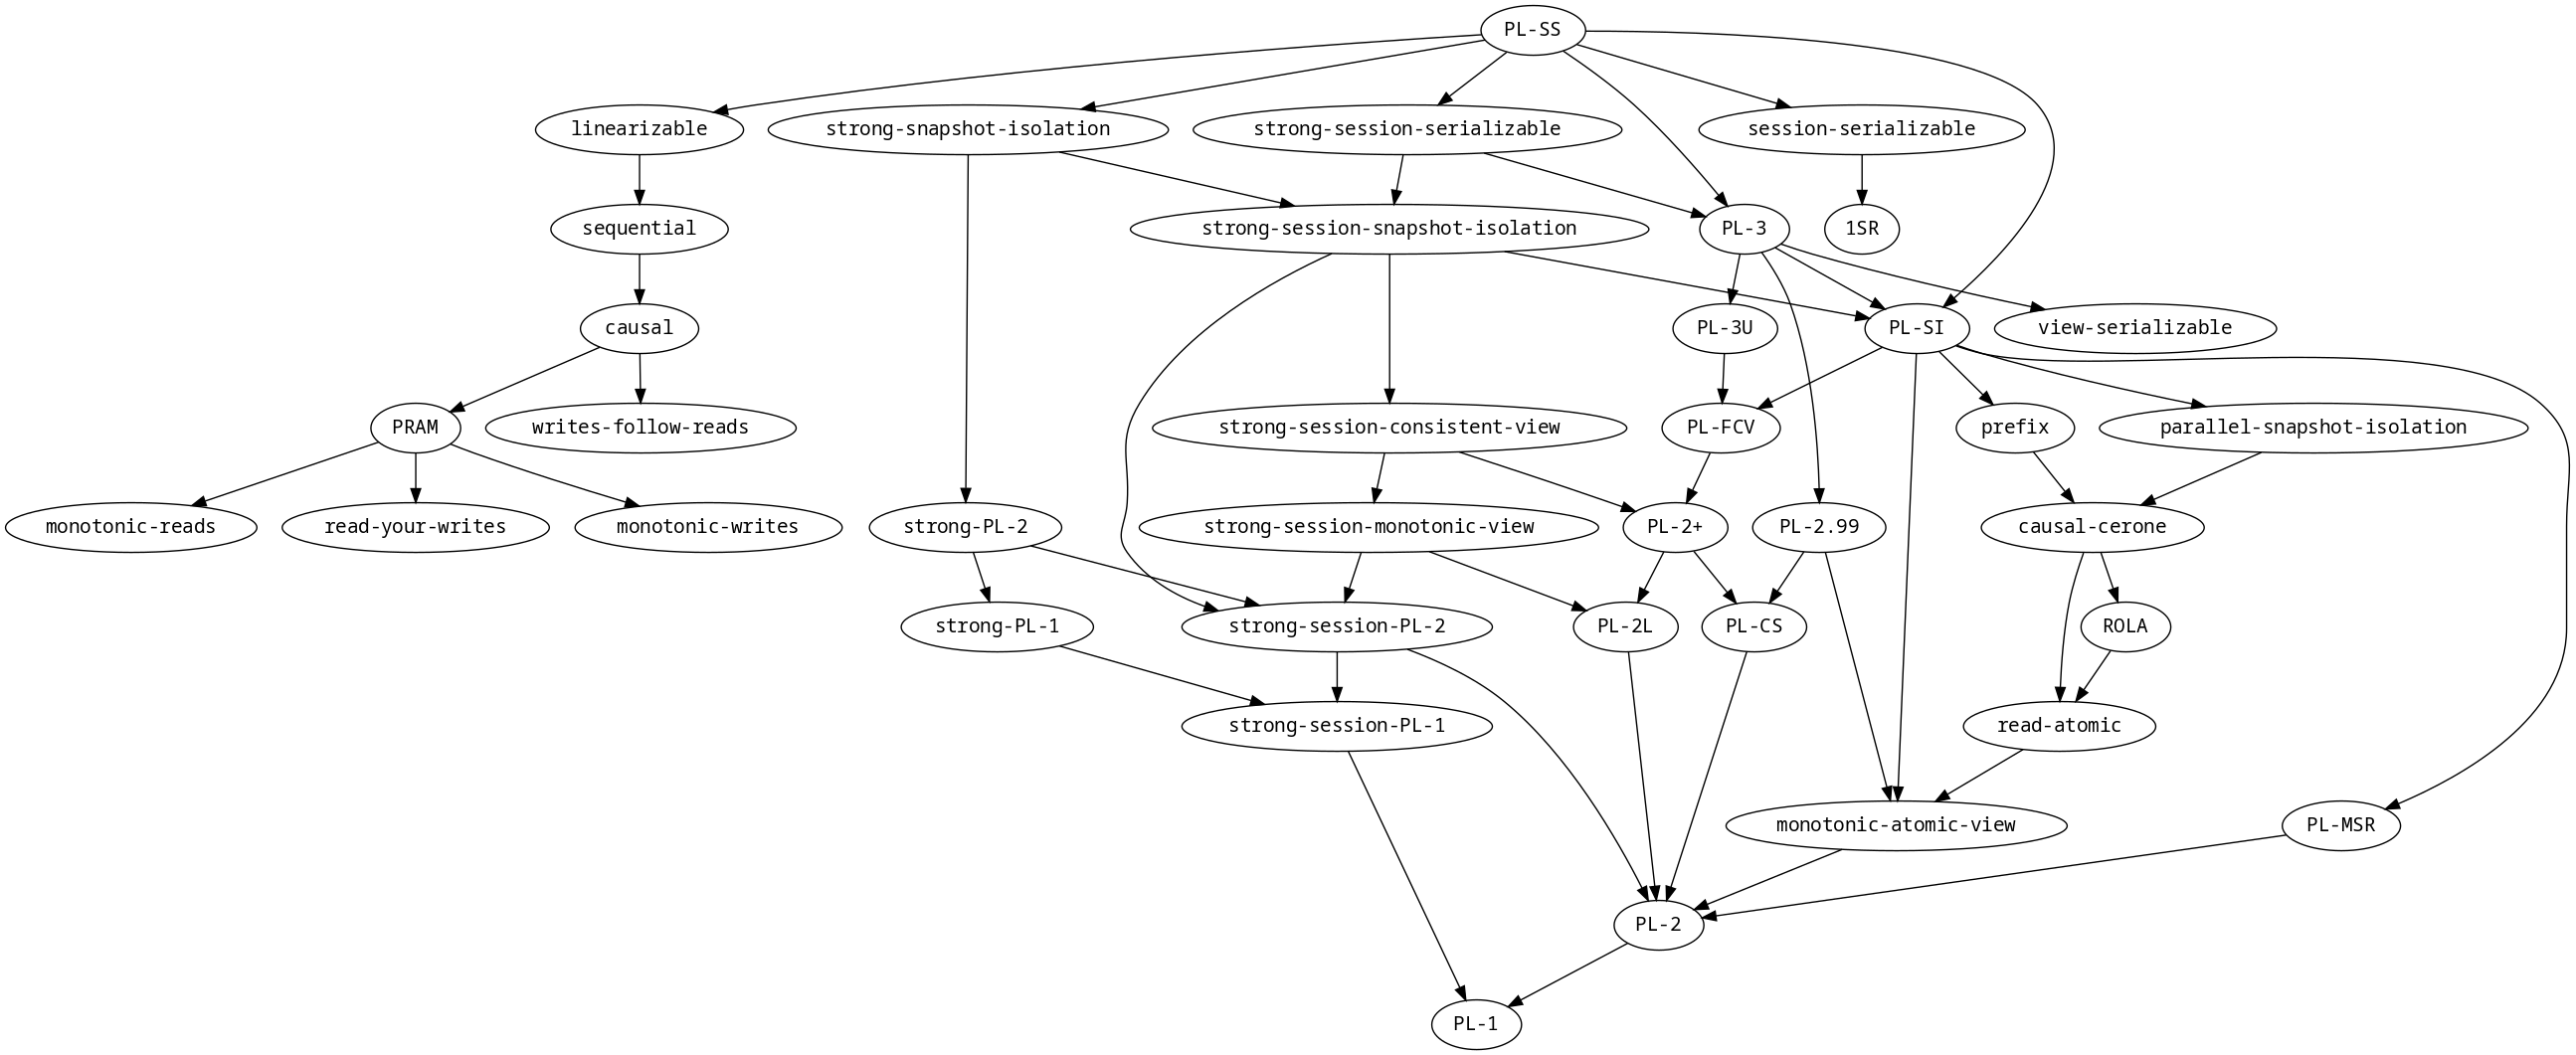 PL-SS
linearizable
strong-snapshot-isolation
strong-session-serializable
session-serializable
sequential
strong-session-snapshot-isolation
PL-3
1SR
causal
PL-3U
PL-SI
view-serializable
PRAM
writes-follow-reads
strong-session-consistent-view
PL-FCV
prefix
parallel-snapshot-isolation
monotonic-reads
read-your-writes
monotonic-writes
strong-PL-2
strong-session-monotonic-view
PL-2+
PL-2.99
causal-cerone
strong-PL-1
strong-session-PL-2
PL-2L
PL-CS
ROLA
strong-session-PL-1
read-atomic
monotonic-atomic-view
PL-MSR
PL-2
PL-1